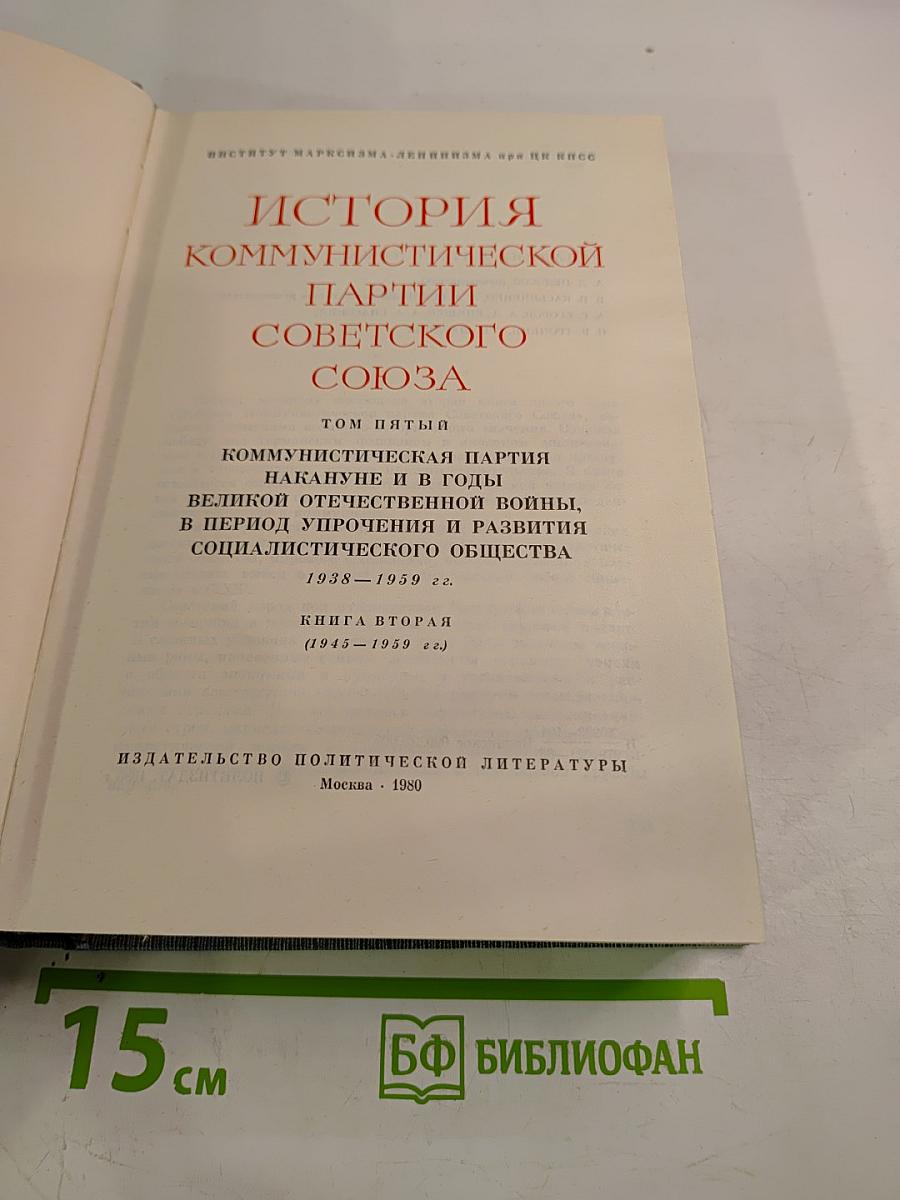 ИНСТИТУТ МАРКСИЗМА-ЛЕНИНИЗМА при ЦК КПСС
ИСТОРИЯ
КОММУНИСТИЧЕСКОЙ
ПАРТИИ
СОВЕТСКОГО
СОЮЗА
ТОМ ПЯТЫЙ
КОММУНИСТИЧЕСКАЯ ПАРТИЯ
НАКАНУНЕ И В ГОДЫ
ВЕЛИКОЙ ОТЕЧЕСТВЕННОЙ ВОЙНЫ,
В ПЕРИОД УПРОЧЕНИЯ И РАЗВИТИЯ
СОЦИАЛИСТИЧЕСКОГО ОБЩЕСТВА
1938—1959 гг.
КНИГА ВТОРАЯ
(1945—1959 гг.)
ИЗДАТЕЛЬСТВО ПОЛИТИЧЕСКОЙ ЛИТЕРАТУРЫ
Москва · 1980
15 см
БФ БИБЛИОФАН